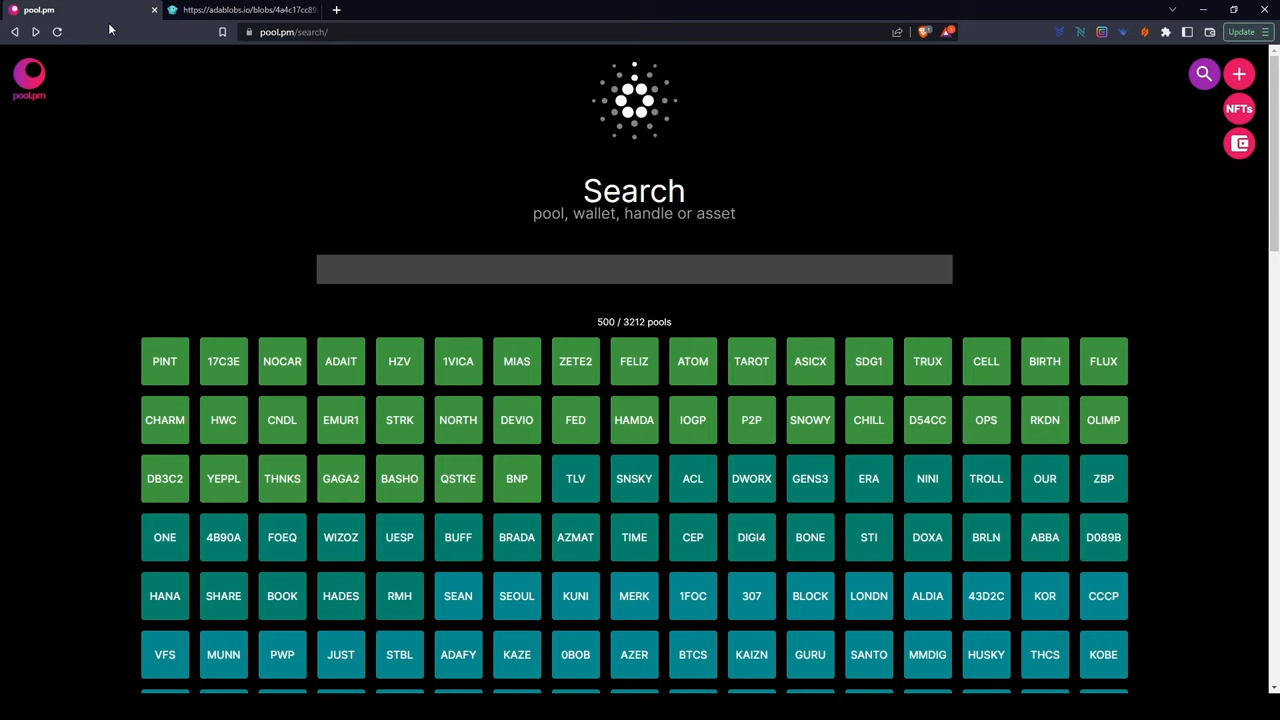 pool.pm
https://adablobs.io/blobs/4a4c17cc89
pool.pm/search/
Update
pool.pm
NFTs
Search
pool, wallet, handle or asset
500 / 3212 pools
PINT 17C3E NOCAR ADAIT HZV 1VICA MIAS ZETE2 FELIZ ATOM TAROT ASICX SDG1 TRUX CELL BIRTH FLUX
CHARM HWC CNDL EMUR1 STRK NORTH DEVIO FED HAMDA IOGP P2P SNOWY CHILL D54CC OPS RKDN OLIMP
DB3C2 YEPPL THNKS GAGA2 BASHO QSTKE BNP TLV SNSKY ACL DWORX GENS3 ERA NINI TROLL OUR ZBP
ONE 4B90A FOEQ WIZOZ UESP BUFF BRADA AZMAT TIME CEP DIGI4 BONE STI DOXA BRLN ABBA D089B
HANA SHARE BOOK HADES RMH SEAN SEOUL KUNI MERK 1FOC 307 BLOCK LONDN ALDIA 43D2C KOR CCCP
VFS MUNN PWP JUST STBL ADAFY KAZE 0BOB AZER BTCS KAIZN GURU SANTO MMDIG HUSKY THCS KOBE